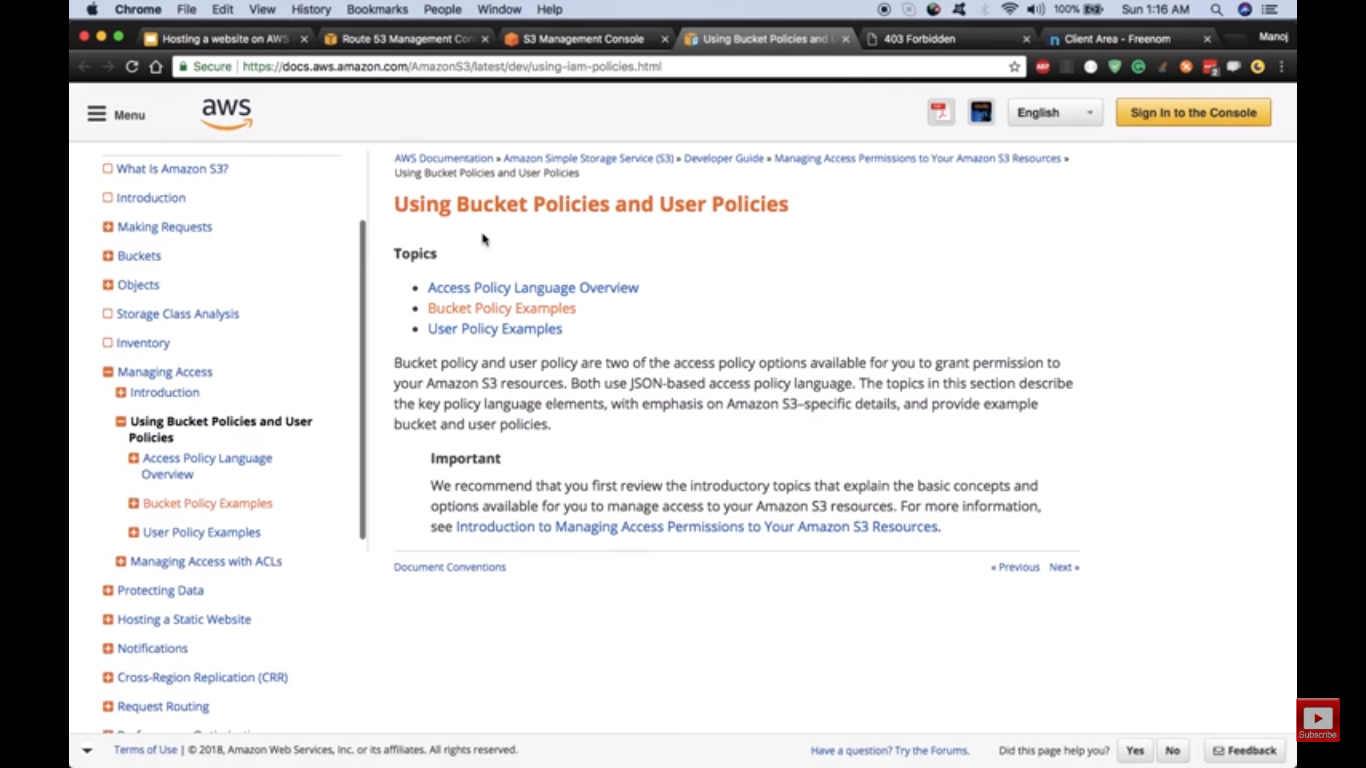 Chrome File Edit View History Bookmarks People Window Help 100% Sun 1:16 AM
Hosting a website on AWS Route 53 Management Con S3 Management Console Using Bucket Policies and 403 Forbidden Client Area - Freenom Manoj
Secure https://docs.aws.amazon.com/AmazonS3/latest/dev/using-iam-policies.html
Menu aws English Sign In to the Console
What Is Amazon S3?
Introduction
Making Requests
Buckets
Objects
Storage Class Analysis
Inventory
Managing Access
Introduction
Using Bucket Policies and User
Policies
Access Policy Language
Overview
Bucket Policy Examples
User Policy Examples
Managing Access with ACLs
Protecting Data
Hosting a Static Website
Notifications
Cross-Region Replication (CRR)
Request Routing
AWS Documentation » Amazon Simple Storage Service (S3) » Developer Guide » Managing Access Permissions to Your Amazon S3 Resources »
Using Bucket Policies and User Policies
Using Bucket Policies and User Policies
Topics
• Access Policy Language Overview
• Bucket Policy Examples
• User Policy Examples
Bucket policy and user policy are two of the access policy options available for you to grant permission to
your Amazon S3 resources. Both use JSON-based access policy language. The topics in this section describe
the key policy language elements, with emphasis on Amazon S3–specific details, and provide example
bucket and user policies.
Important
We recommend that you first review the introductory topics that explain the basic concepts and
options available for you to manage access to your Amazon S3 resources. For more information,
see Introduction to Managing Access Permissions to Your Amazon S3 Resources.
Document Conventions « Previous Next »
Terms of Use | © 2018, Amazon Web Services, Inc. or its affiliates. All rights reserved. Have a question? Try the Forums. Did this page help you? Yes No Feedback
Subscribe